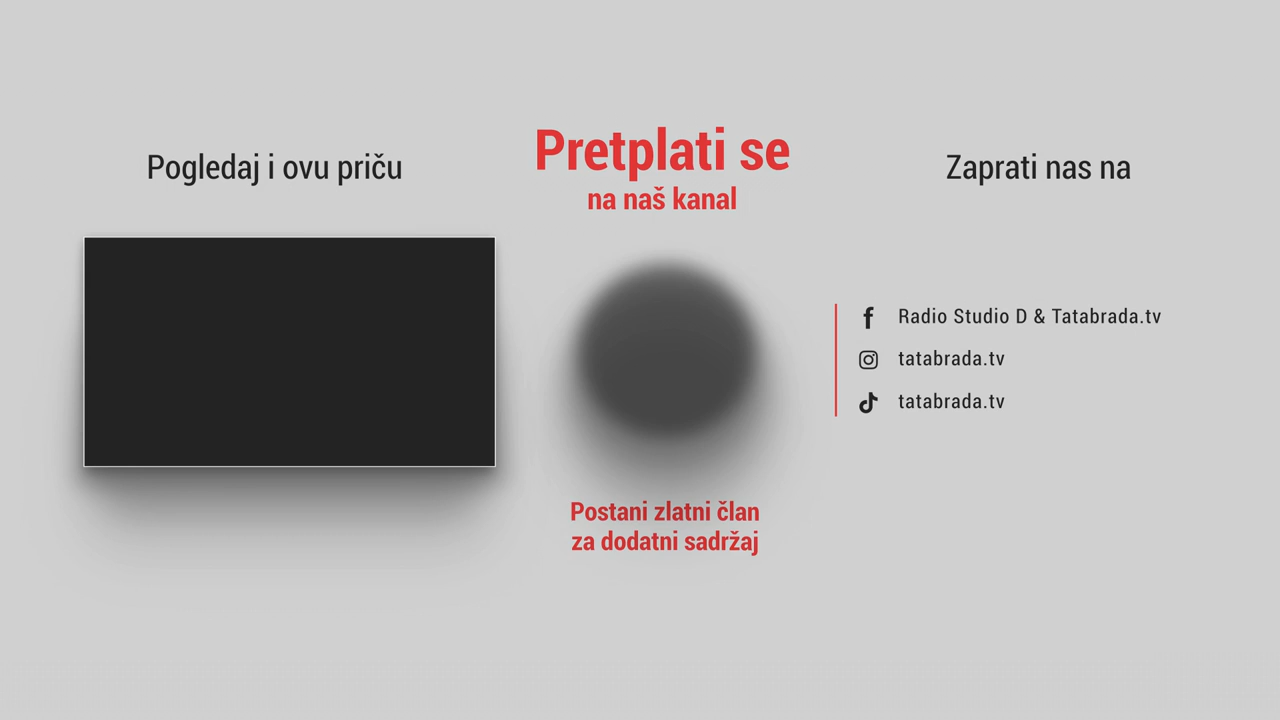 Pogledaj i ovu priču
Pretplati se
na naš kanal
Postani zlatni član
za dodatni sadržaj
Zaprati nas na
Radio Studio D & Tatabrada.tv
tatabrada.tv
tatabrada.tv